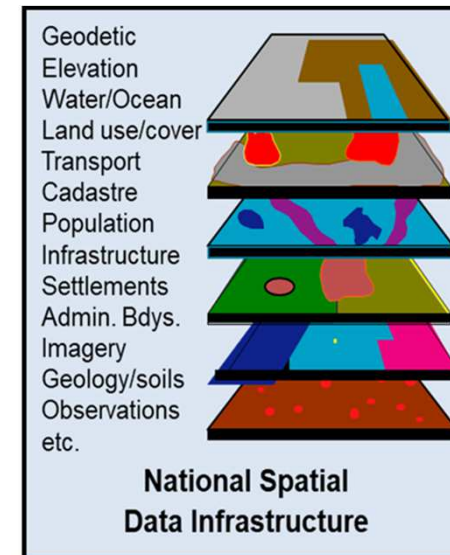 Geodetic
Elevation
Water/Ocean
Land use/cover
Transport
Cadastre
Population
Infrastructure
Settlements
Admin. Bdys.
Imagery
Geology/soils
Observations
etc.
National Spatial
Data Infrastructure